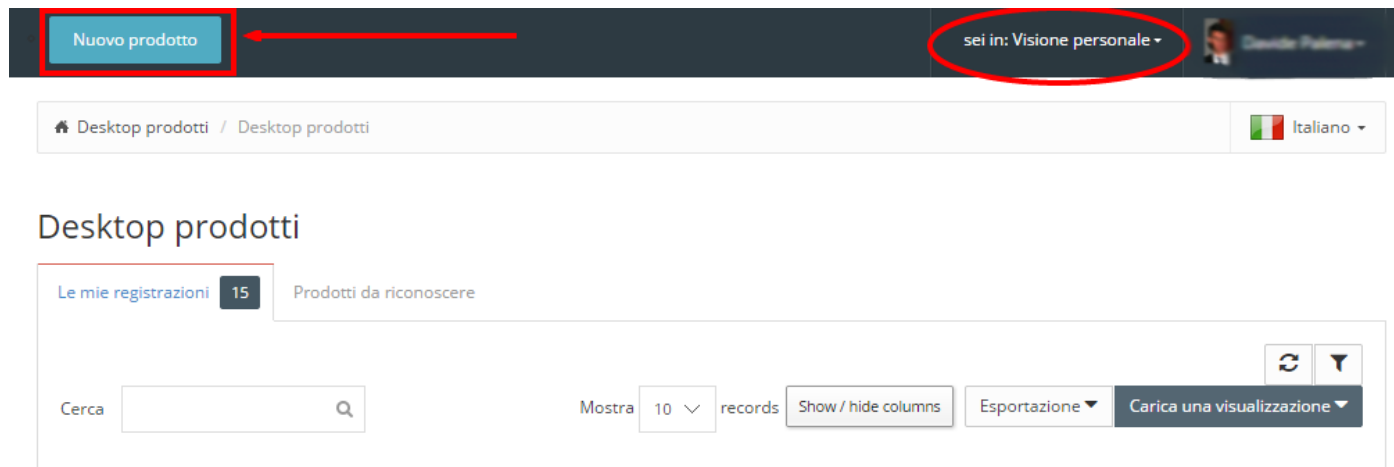 Nuovo prodotto
sei in: Visione personale
Desktop prodotti / Desktop prodotti
Italiano
Desktop prodotti
Le mie registrazioni 15
Prodotti da riconoscere
Cerca
Mostra 10 records
Show / hide columns
Esportazione
Carica una visualizzazione